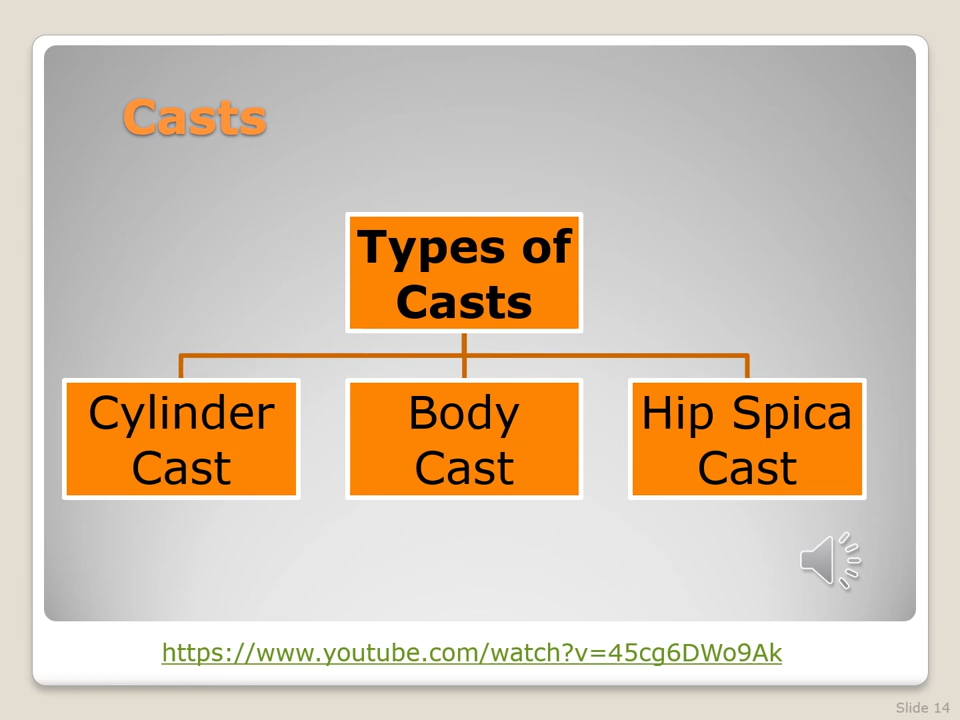 Casts
Types of
Casts
Cylinder
Cast
Body
Cast
Hip Spica
Cast
https://www.youtube.com/watch?v=45cg6DWo9Ak
Slide 14